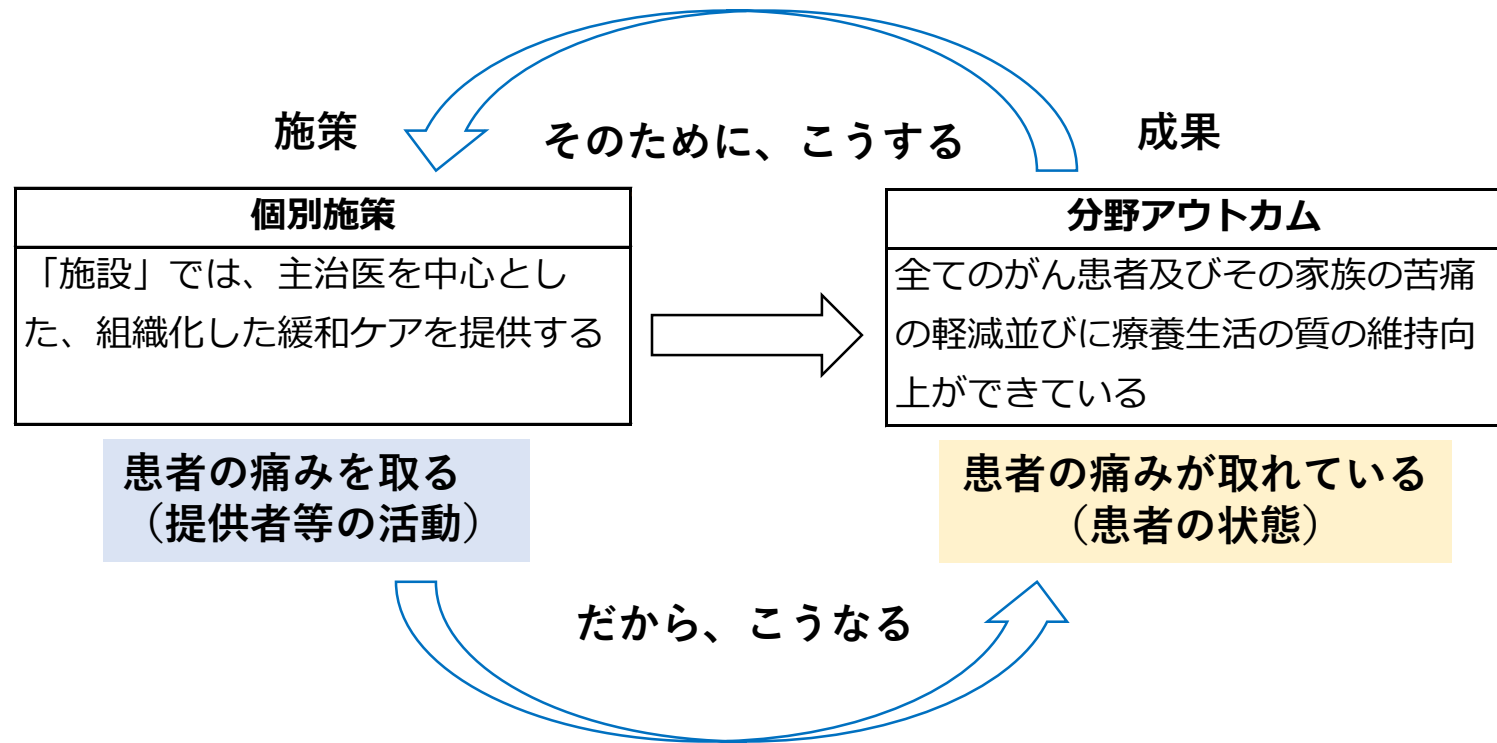 施策
そのために、こうする
成果
個別施策
「施設」では、主治医を中心とし
た、組織化した緩和ケアを提供する
分野アウトカム
全てのがん患者及びその家族の苦痛
の軽減並びに療養生活の質の維持向
上ができている
患者の痛みを取る
（提供者等の活動）
患者の痛みが取れている
（患者の状態）
だから、こうなる